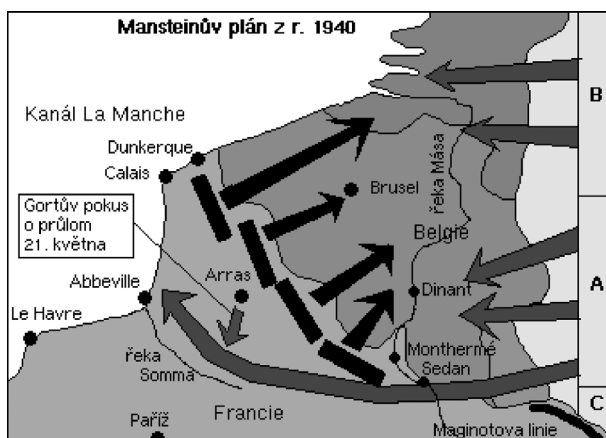 Mansteinův plán z r. 1940
B
Kanál La Manche
Dunkerque
Calais
řeka Mása
Brusel
Gortův pokus
o průlom
21. května
Belgie
Abbeville
Arras
Dinant
A
Le Havre
Monthermé
řeka
Somma
Sedan
Francie
C
Paříž
Maginotova linie